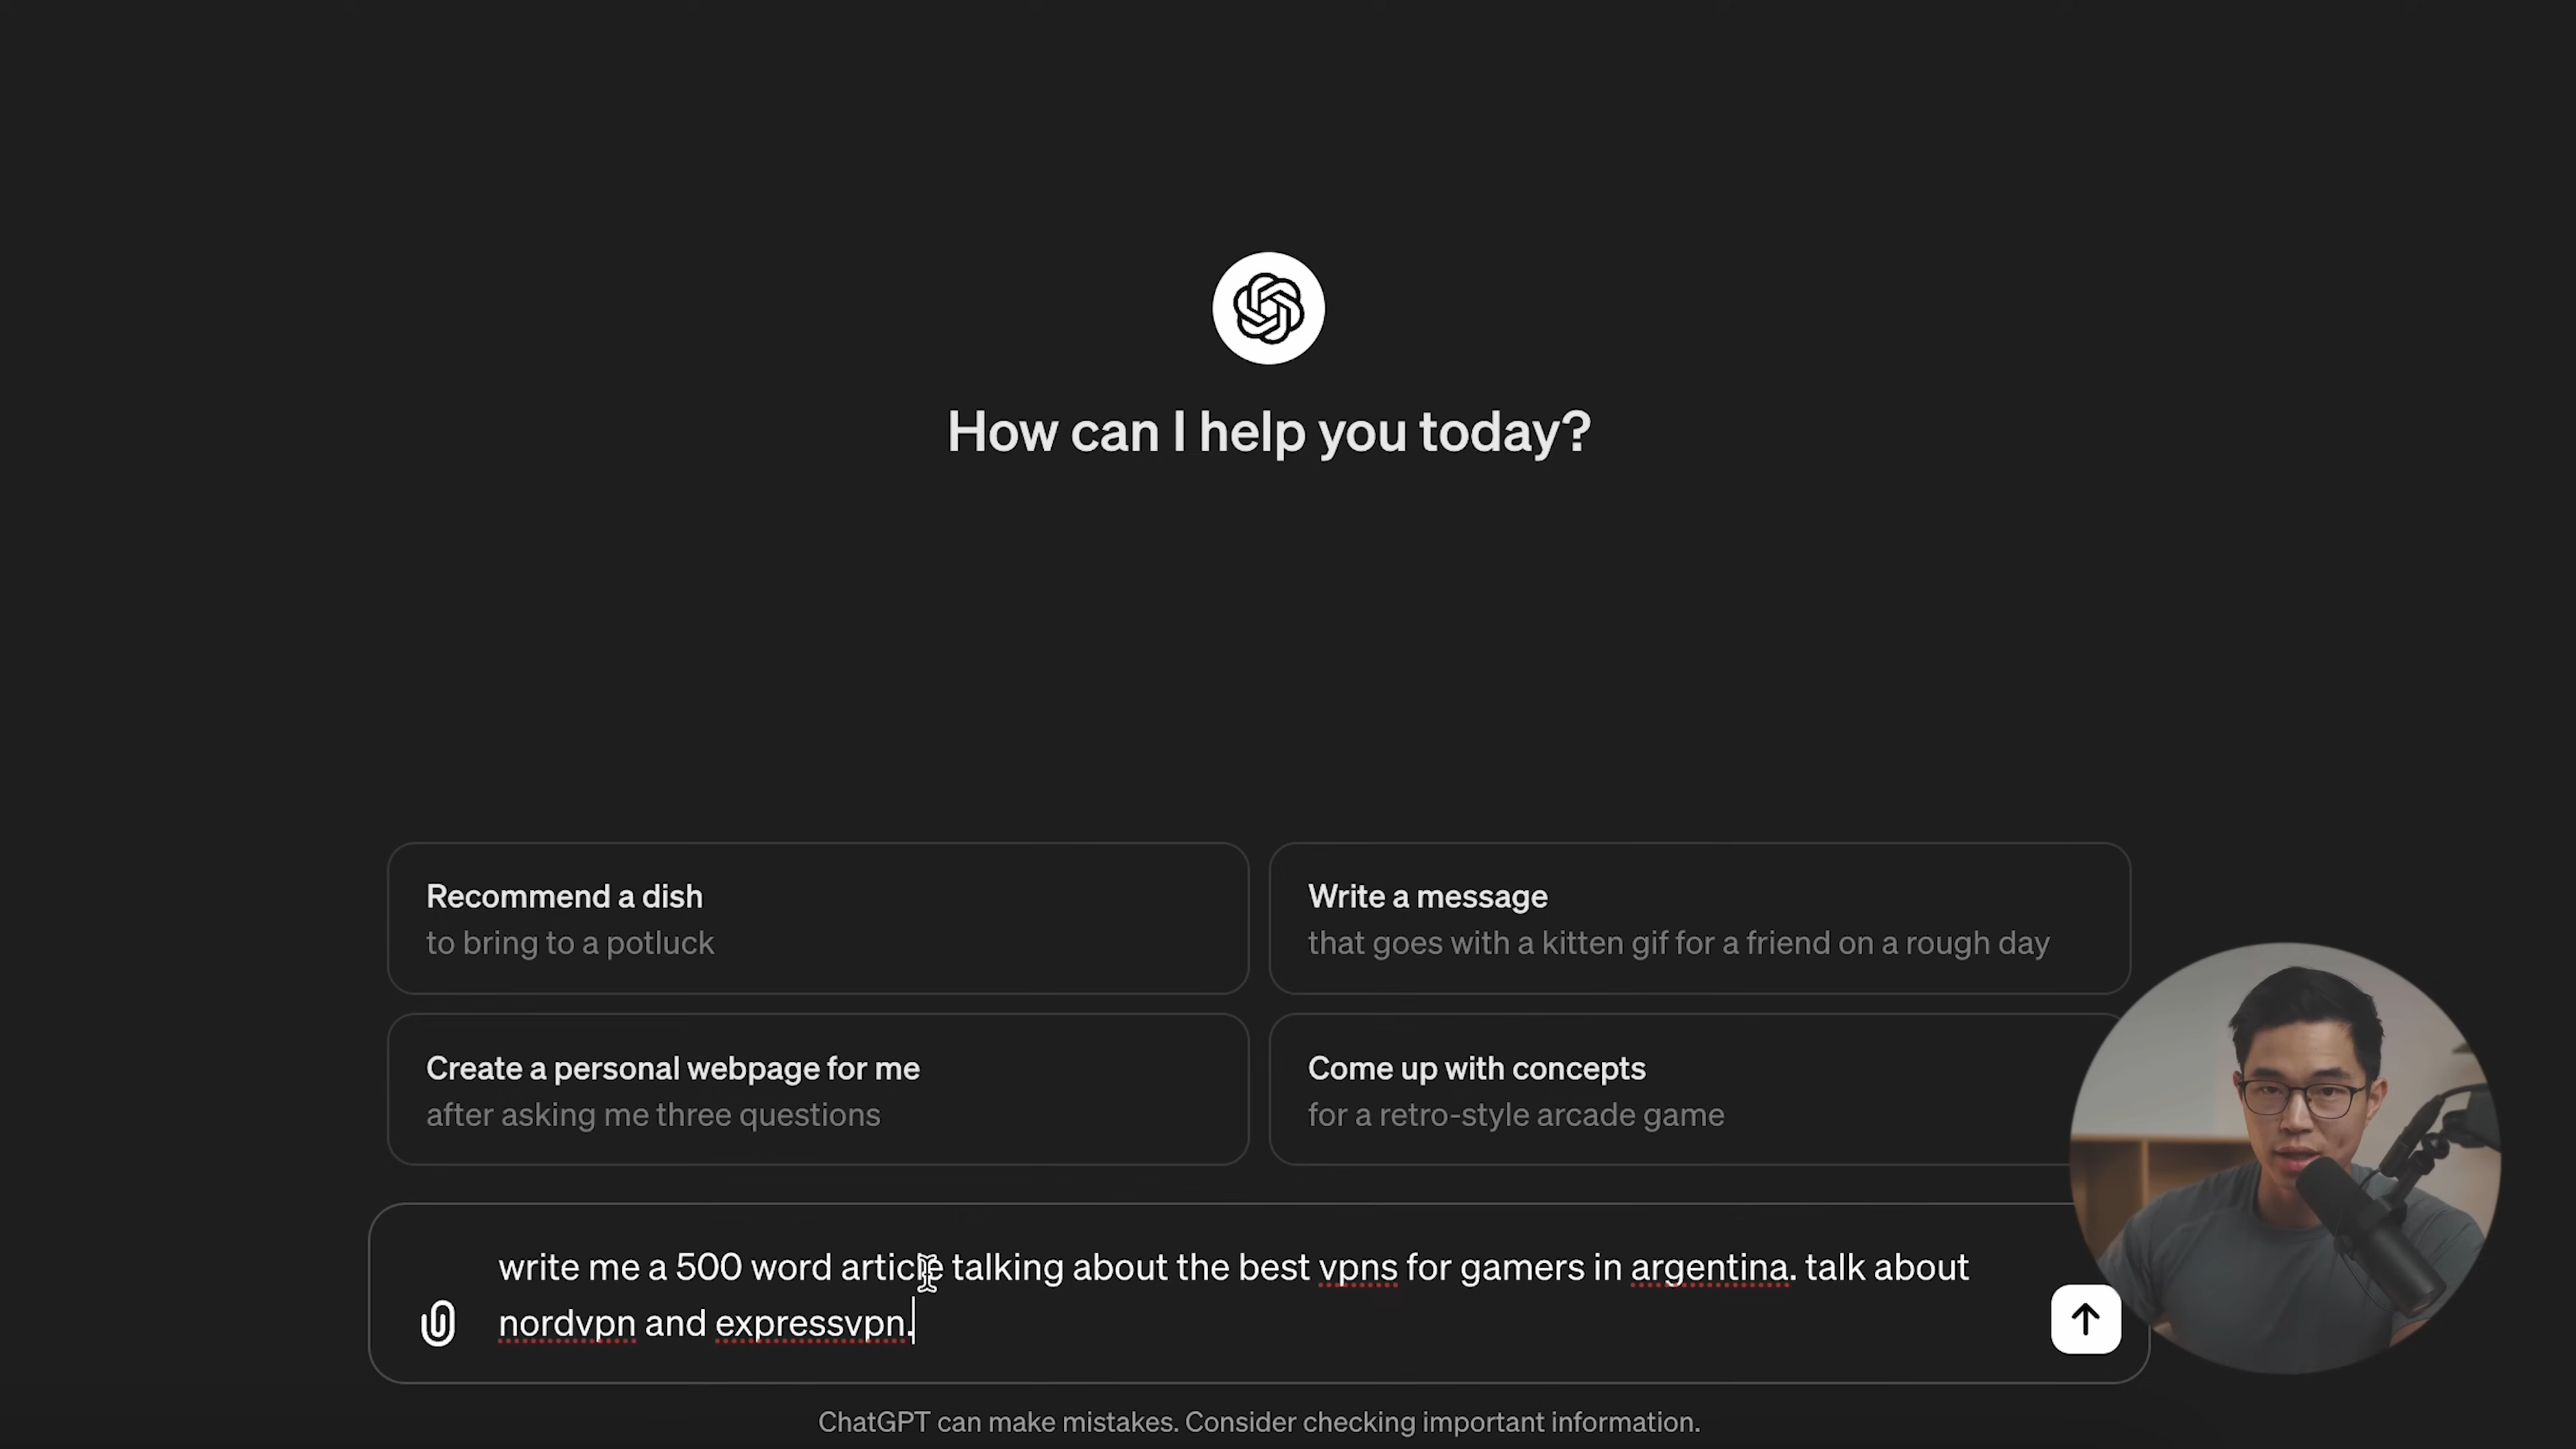 How can I help you today?
Recommend a dish
to bring to a potluck
Write a message
that goes with a kitten gif for a friend on a rough day
Create a personal webpage for me
after asking me three questions
Come up with concepts
for a retro-style arcade game
write me a 500 word article talking about the best vpns for gamers in argentina. talk about
nordvpn and expressvpn.
ChatGPT can make mistakes. Consider checking important information.